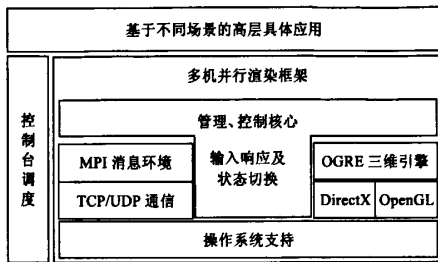 基于不同场景的高层具体应用
控制台调度
多机并行渲染框架
管理、控制核心
MPI 消息环境
输入响应及
状态切换
OGRE 三维引擎
TCP/UDP 通信
DirectX
OpenGL
操作系统支持